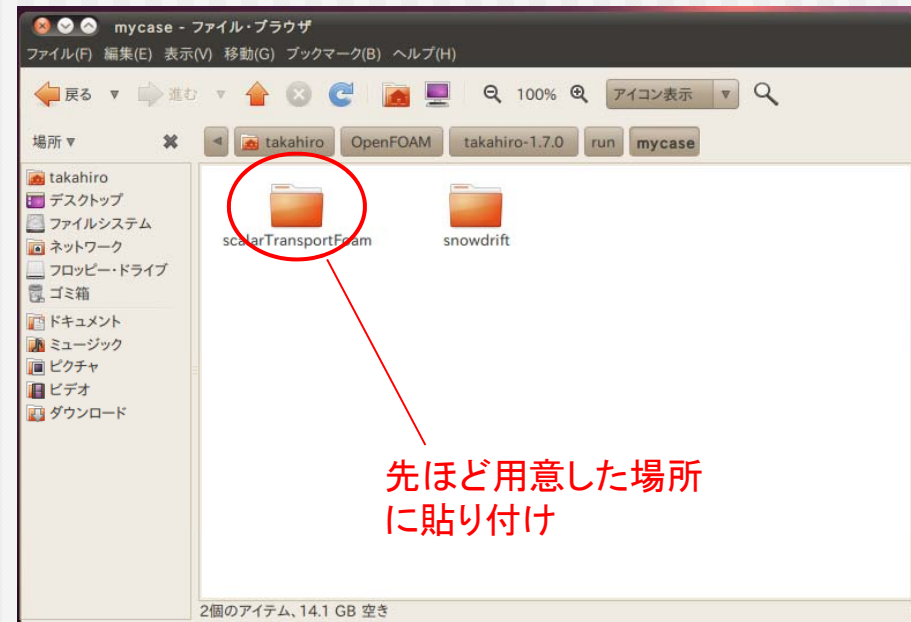 mycase - ファイル・ブラウザ
ファイル(F) 編集(E) 表示(V) 移動(G) ブックマーク(B) ヘルプ(H)
戻る 進む 100% アイコン表示
場所 takahiro OpenFOAM takahiro-1.7.0 run mycase
takahiro
デスクトップ
ファイルシステム
ネットワーク
フロッピー・ドライブ
ゴミ箱
ドキュメント
ミュージック
ピクチャ
ビデオ
ダウンロード
scalarTransportFoam snowdrift
先ほど用意した場所
に貼り付け
2個のアイテム、14.1 GB 空き